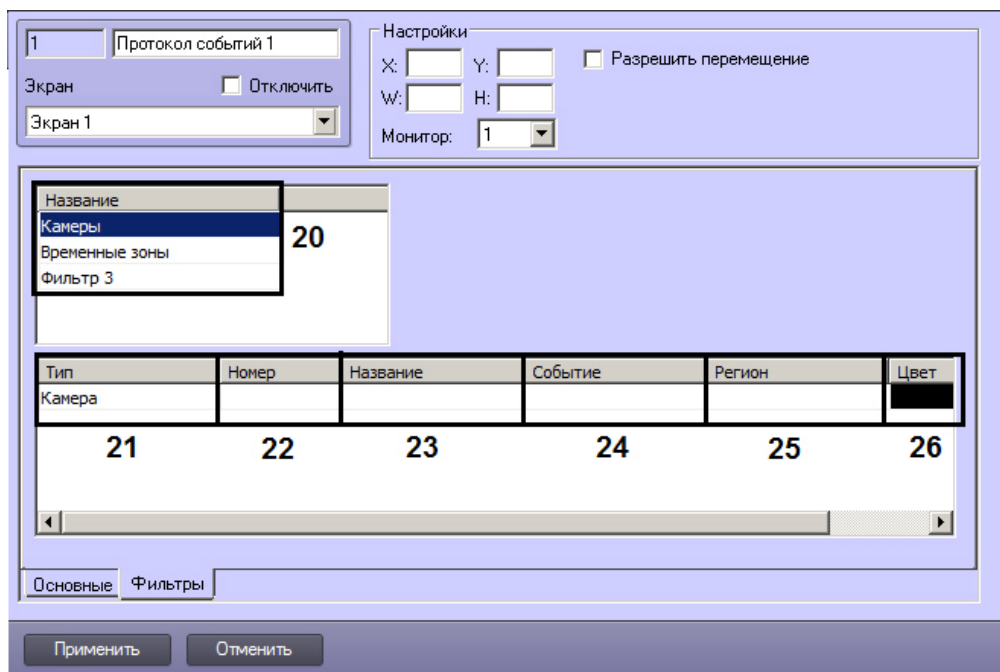 1 Протокол событий 1
Экран Отключить
Экран 1
Настройки
X: Y: Разрешить перемещение
W: H:
Монитор: 1
Название
Камеры
20
Временные зоны
Фильтр 3
Тип Номер Название Событие Регион Цвет
Камера
21 22 23 24 25 26
Основные Фильтры
Применить Отменить